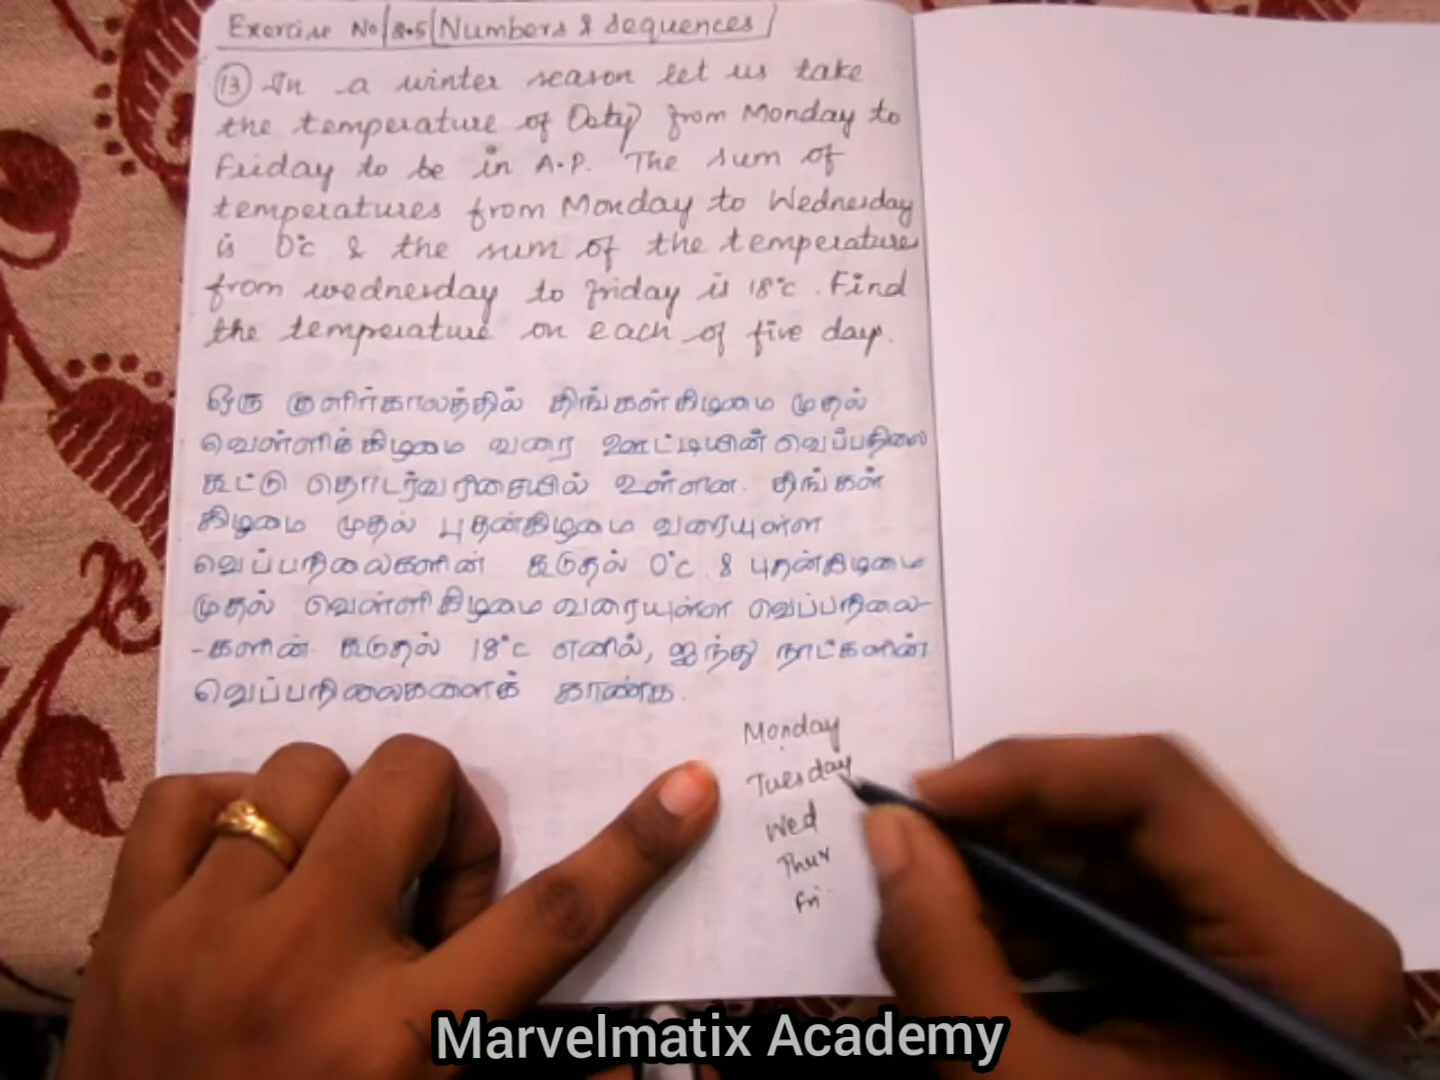 Exercise No 2.5 Numbers & sequences
13 In a winter season let us take
the temperature of Ooty from Monday to
Friday to be in A.P. The sum of
temperatures from Monday to Wednesday
is 0°c & the sum of the temperatures
from wednesday to friday is 18°c. Find
the temperature on each of five days.
ஒரு குளிர்காலத்தில் திங்கள்கிழமை முதல்
வெள்ளிக்கிழமை வரை ஊட்டியின் வெப்பநிலை
கூட்டு தொடர்வரிசையில் உள்ளன. திங்கள்
கிழமை முதல் புதன்கிழமை வரையுள்ள
வெப்பநிலைகளின் கூடுதல் 0°c & புதன்கிழமை
முதல் வெள்ளிகிழமை வரையுள்ள வெப்பநிலை-
-களின் கூடுதல் 18°c எனில், ஐந்து நாட்களின்
வெப்பநிலைகளைக் காண்க.
Monday
Tuesday
Wed
Thur
Fri
Marvelmatix Academy